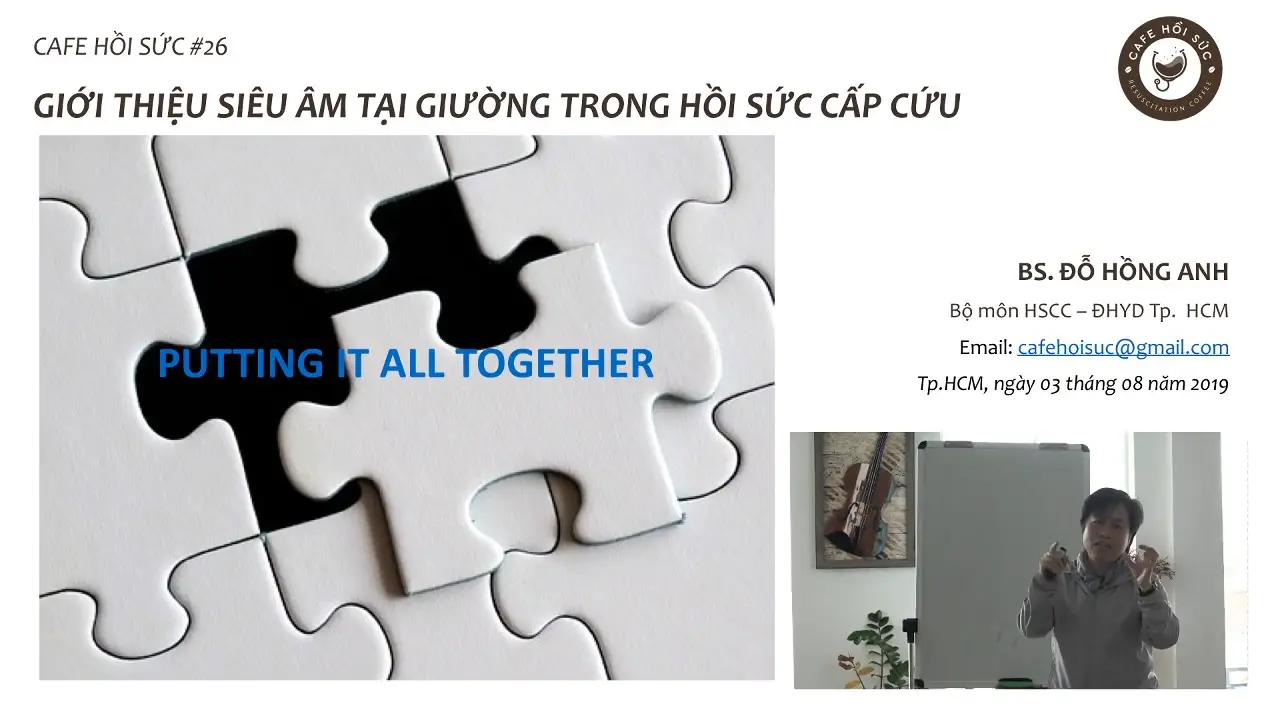 CAFE HỒI SỨC #26
CAFE HỒI SỨC
RESUSCITATION COFFEE
GIỚI THIỆU SIÊU ÂM TẠI GIƯỜNG TRONG HỒI SỨC CẤP CỨU
PUTTING IT ALL TOGETHER
BS. ĐỖ HỒNG ANH
Bộ môn HSCC – ĐHYD Tp. HCM
Email: cafehoisuc@gmail.com
Tp.HCM, ngày 03 tháng 08 năm 2019